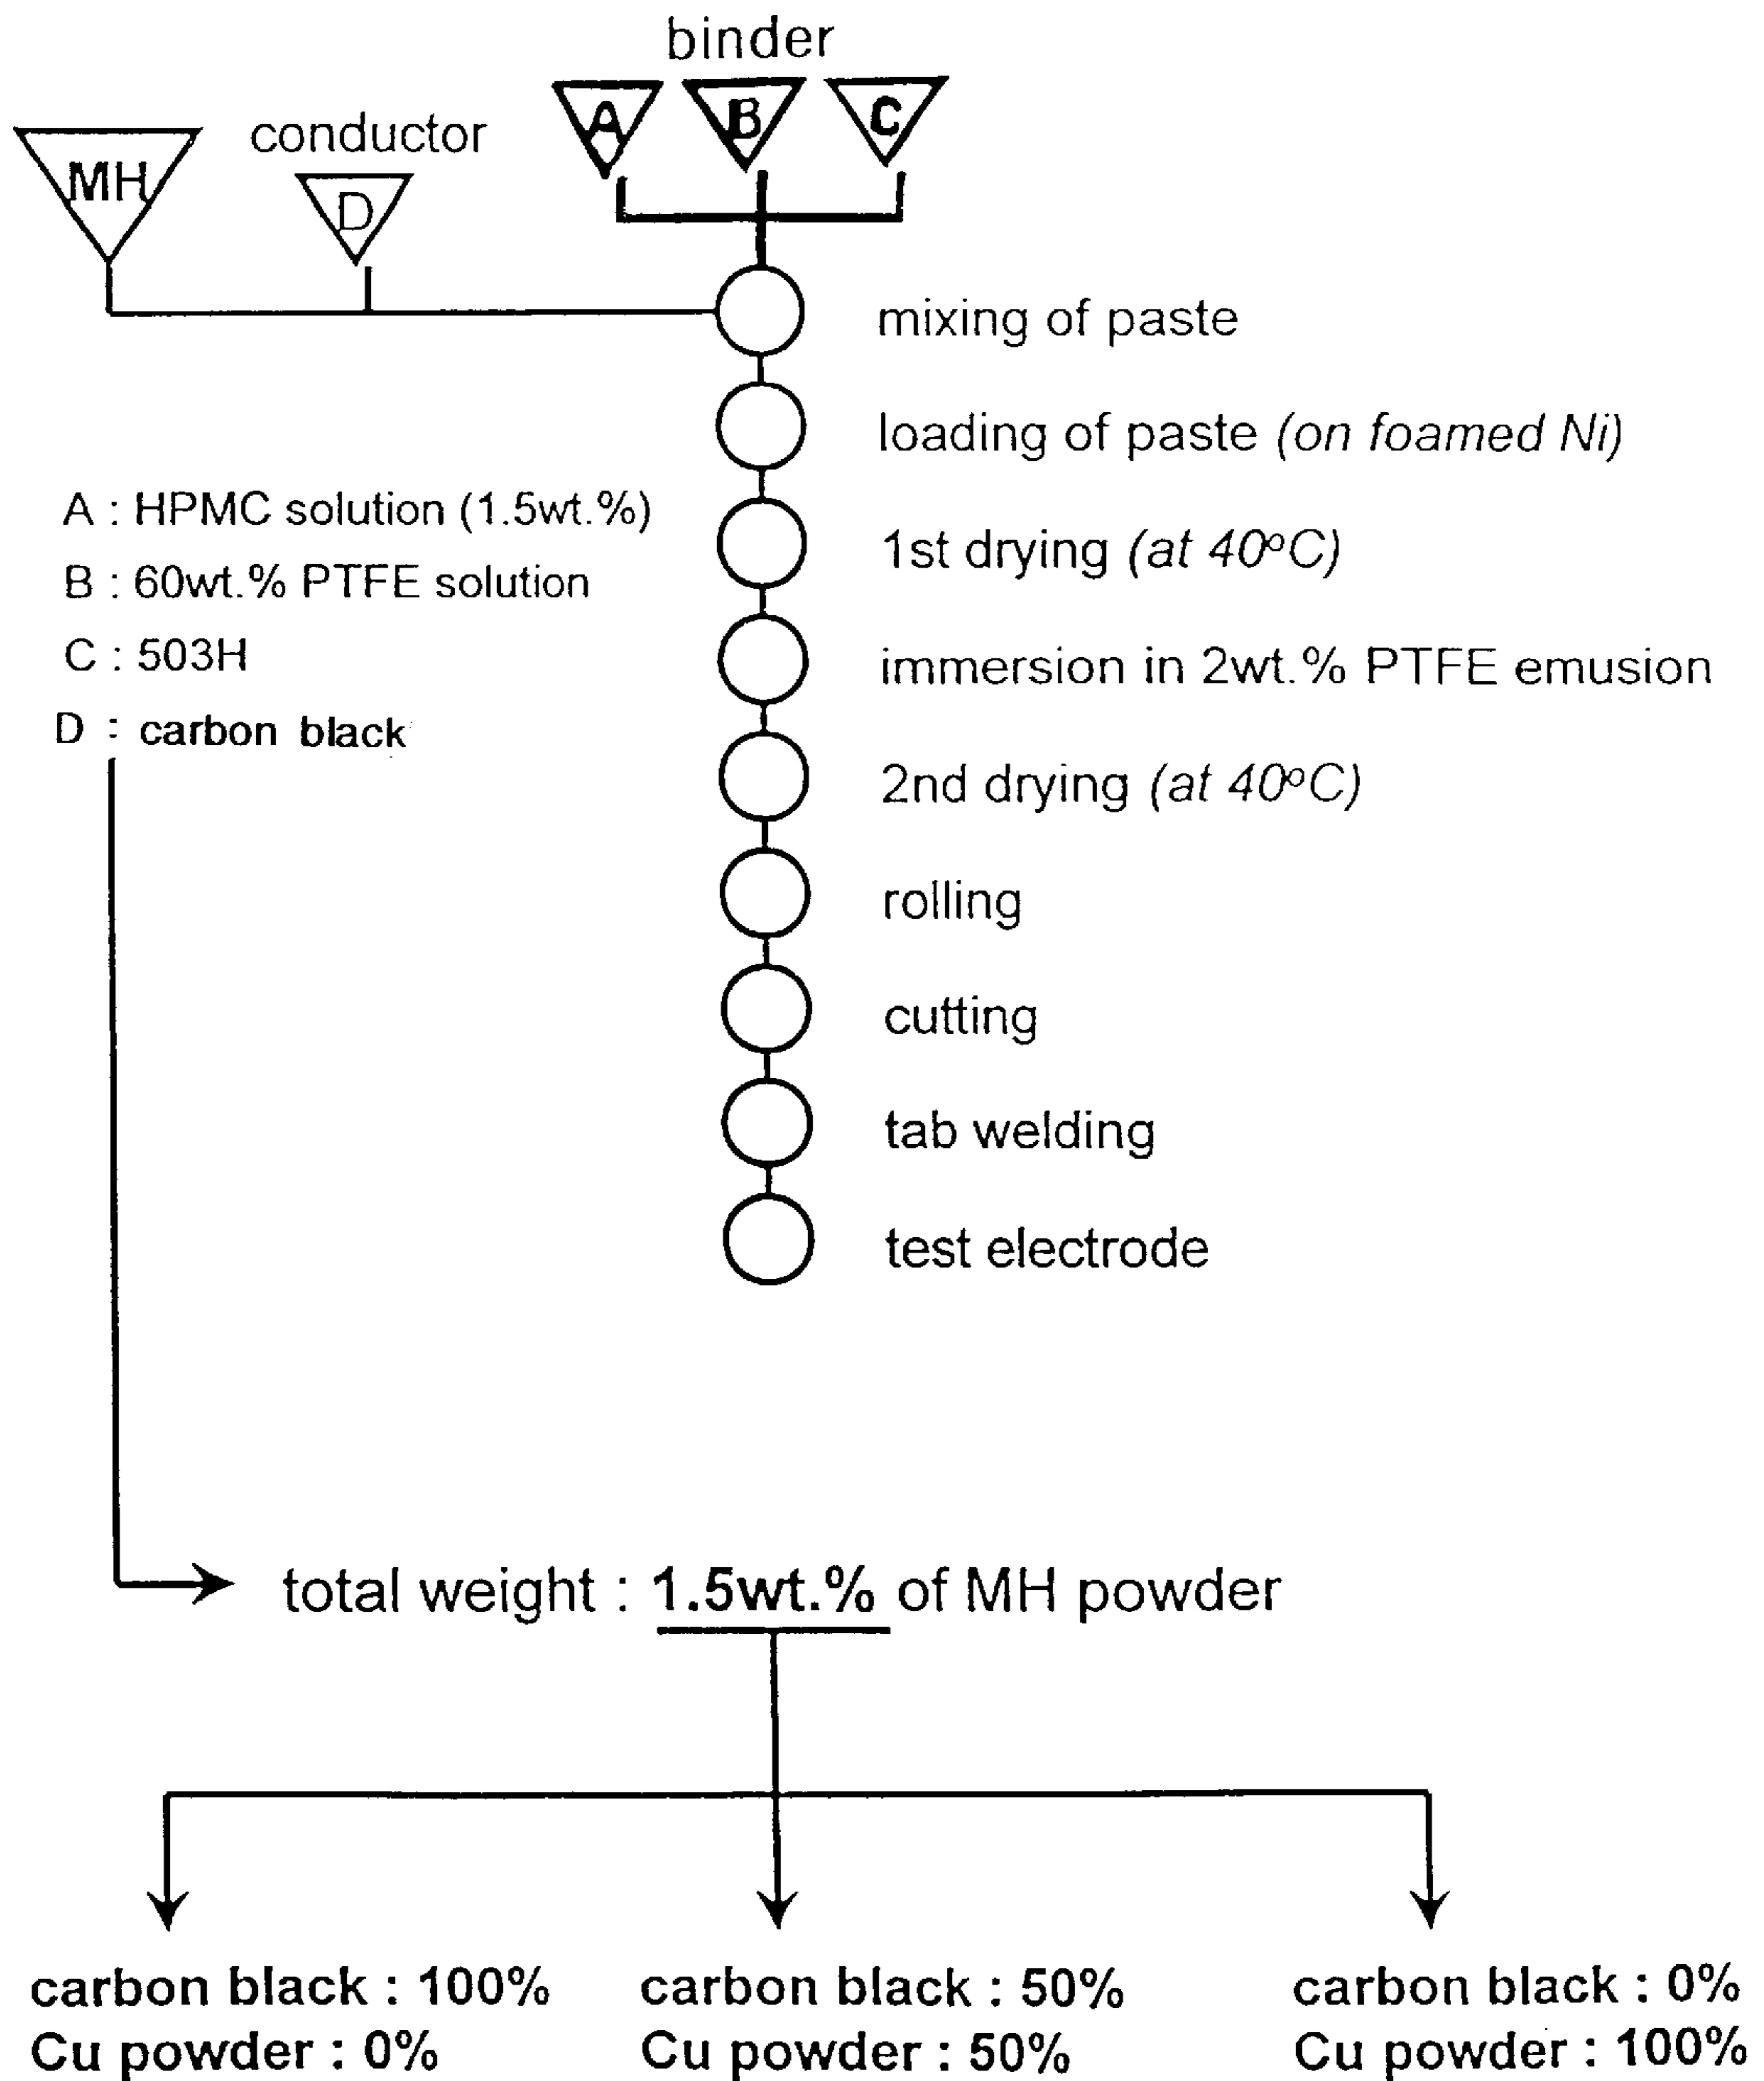 binder
A B C
MH
conductor
D
mixing of paste
loading of paste (on foamed Ni)
1st drying (at 40ºC)
immersion in 2wt.% PTFE emusion
2nd drying (at 40ºC)
rolling
cutting
tab welding
test electrode
A : HPMC solution (1.5wt.%)
B : 60wt.% PTFE solution
C : 503H
D : carbon black
total weight : 1.5wt.% of MH powder
carbon black : 100%
Cu powder : 0%
carbon black : 50%
Cu powder : 50%
carbon black : 0%
Cu powder : 100%